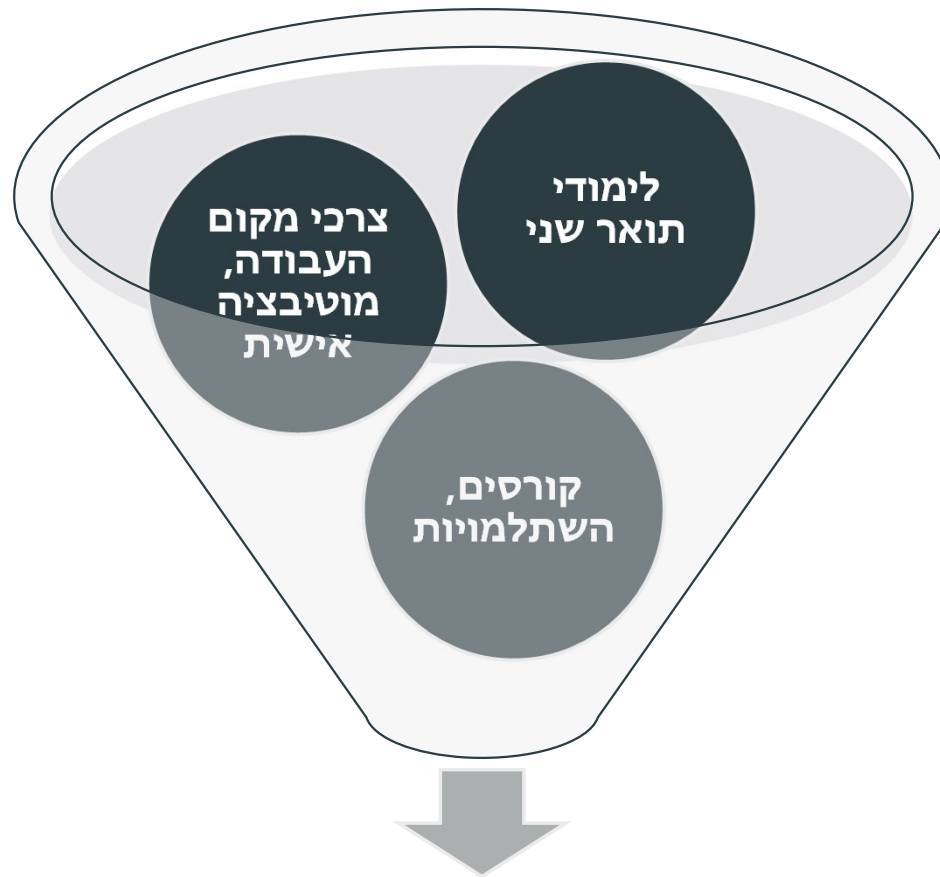 לימודי
תואר שני
צרכי מקום
העבודה,
מוטיבציה
אישית
קורסים,
השתלמויות